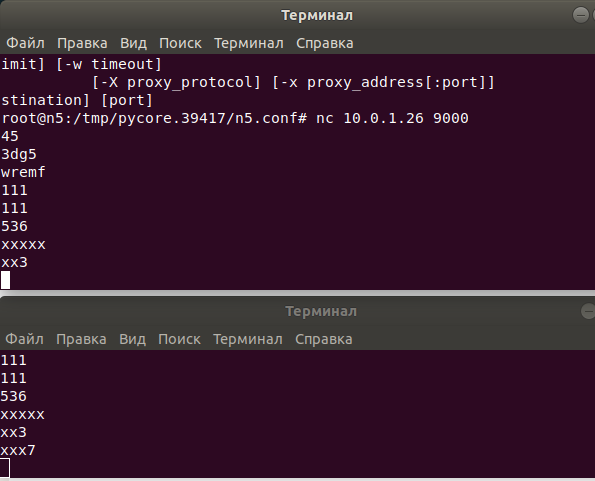 Терминал
Файл Правка Вид Поиск Терминал Справка
imit] [-w timeout]
[-X proxy_protocol] [-x proxy_address[:port]]
stination] [port]
root@n5:/tmp/pycore.39417/n5.conf# nc 10.0.1.26 9000
45
3dg5
wremf
111
111
536
xxxxx
xx3
Терминал
Файл Правка Вид Поиск Терминал Справка
111
111
536
xxxxx
xx3
xxx7